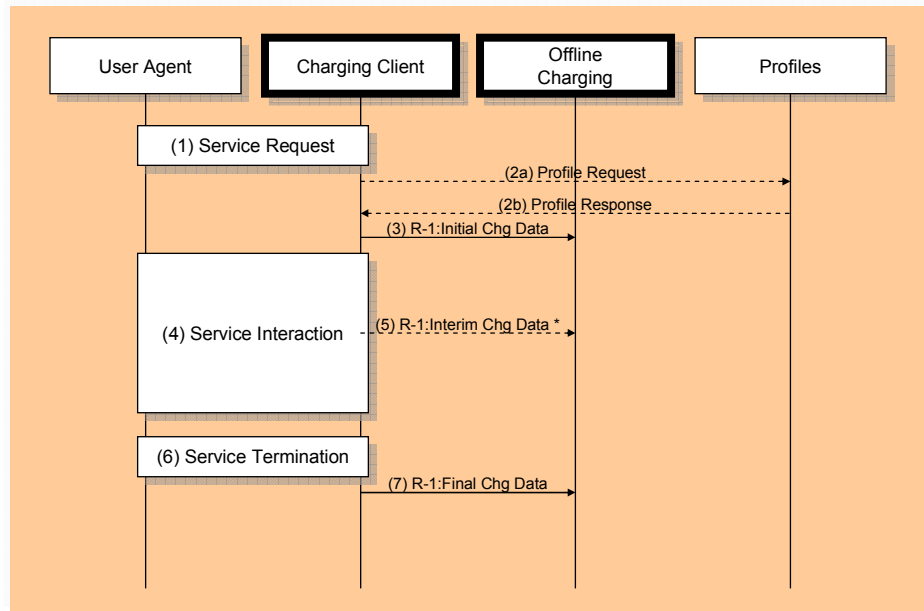 User Agent
Charging Client
Offline
Charging
Profiles
(1) Service Request
(2a) Profile Request
(2b) Profile Response
(3) R-1:Initial Chg Data
(4) Service Interaction
(5) R-1:Interim Chg Data *
(6) Service Termination
(7) R-1:Final Chg Data